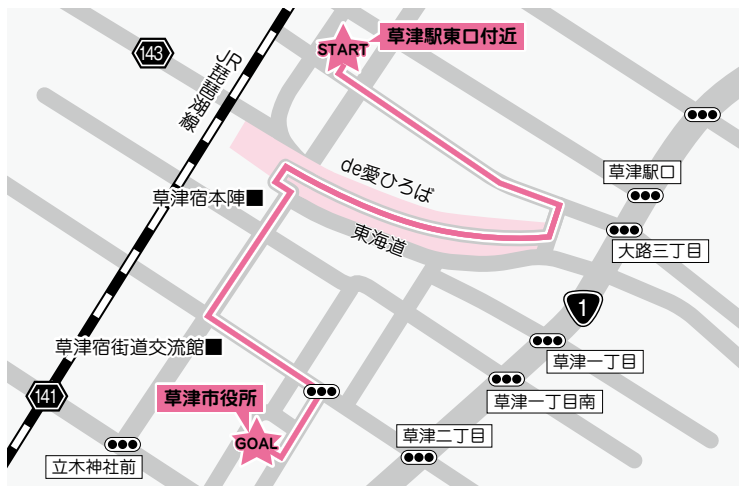 START
草津駅東口付近
143
JR琵琶湖線
de愛ひろば
草津駅口
草津宿本陣■
東海道
大路三丁目
1
草津宿街道交流館■
草津一丁目
141
草津市役所
草津一丁目南
GOAL
草津二丁目
立木神社前